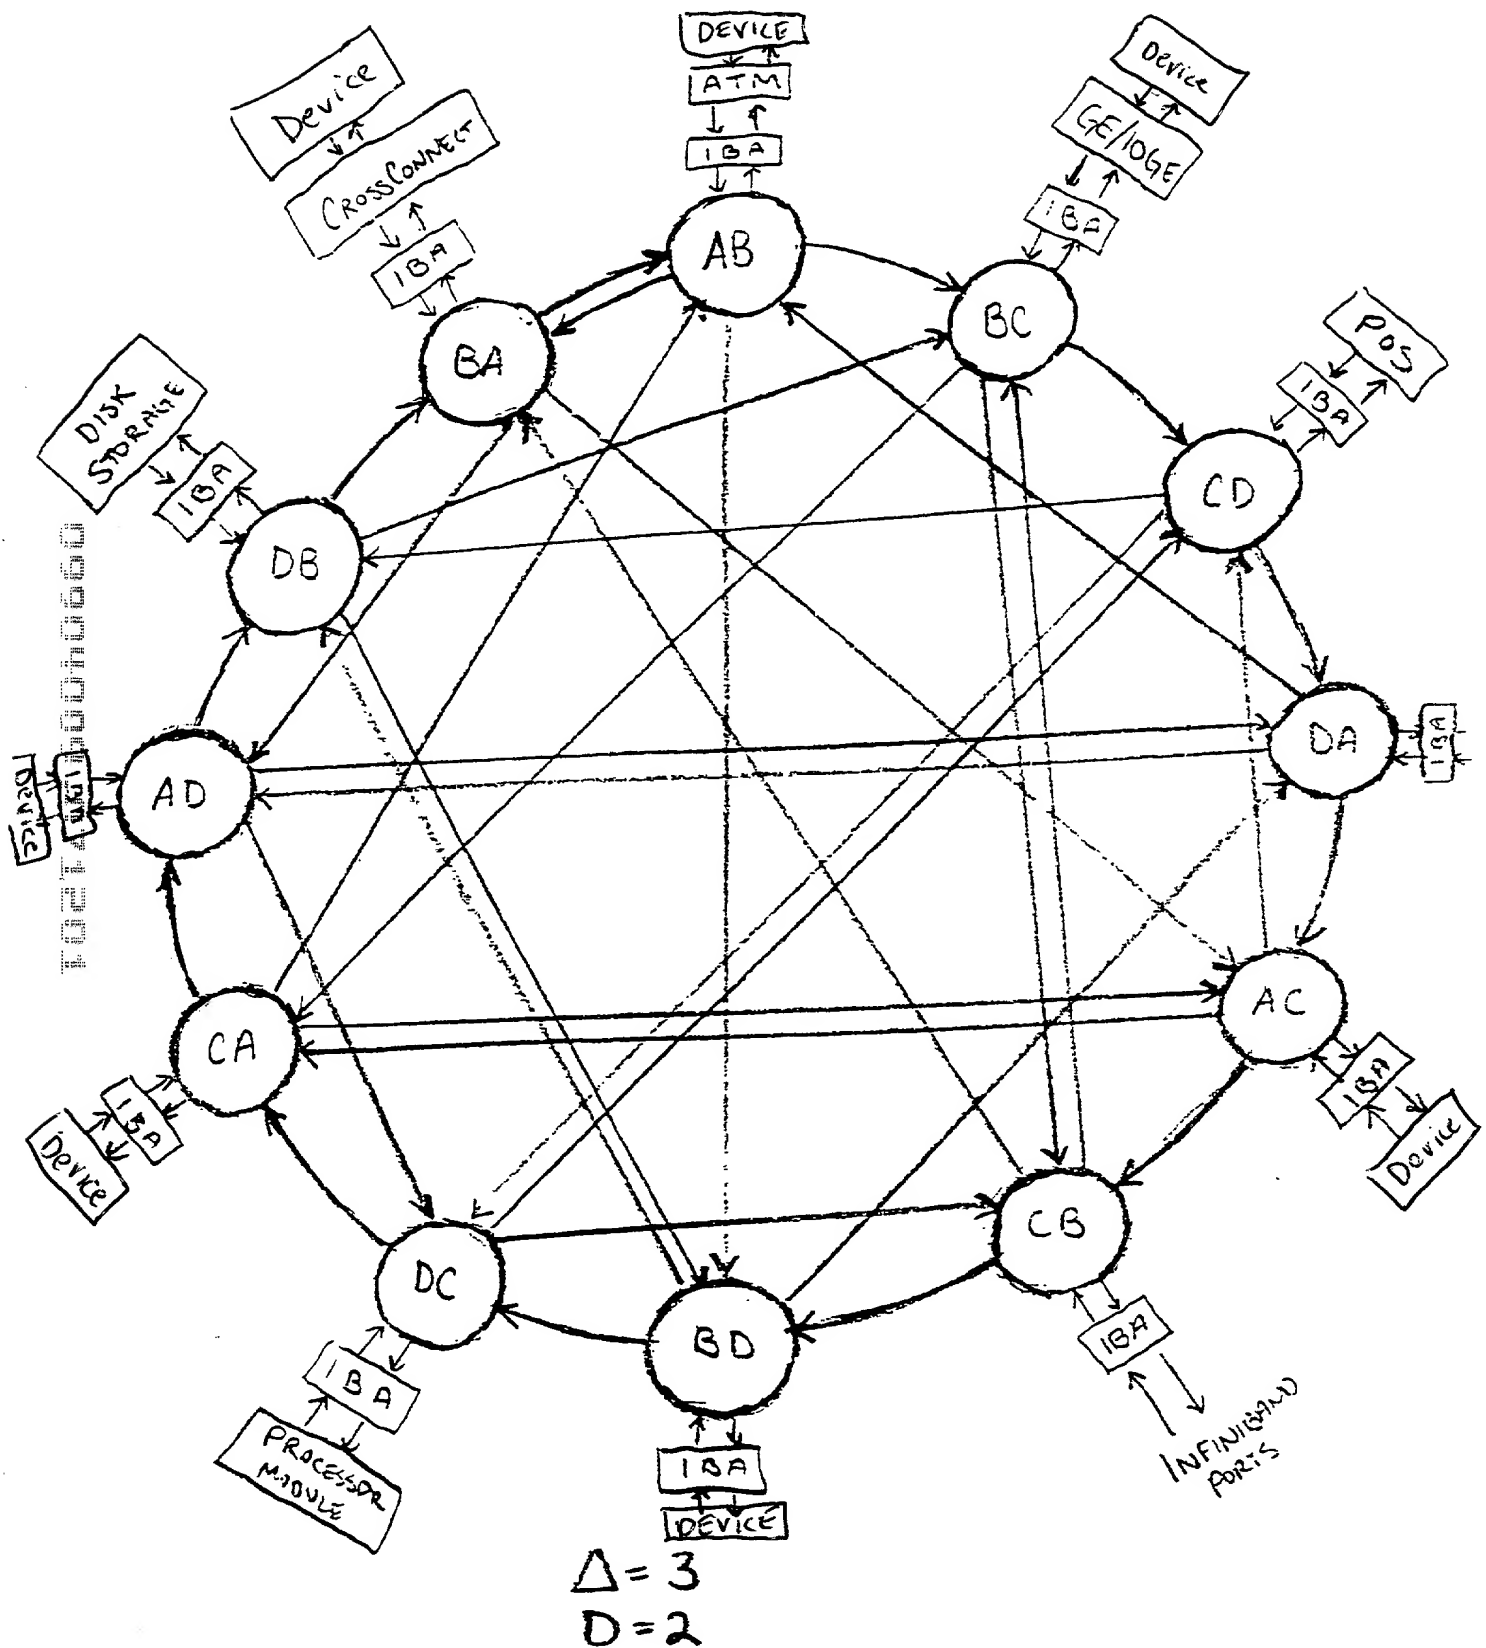 DEVICE
ATM
IBA
AB
Device
GE/10GE
IBA
BC
POS
IBA
CD
IBA
DA
AC
IBA
Device
CB
IBA
INFINIBAND
PORTS
BD
IBA
DEVICE
DC
IBA
PROCESSOR
MODULE
CA
IBA
Device
AD
DEVICE
DB
IBA
DISK
STORAGE
BA
IBA
CROSSCONNECT
Device
Δ = 3
D = 2